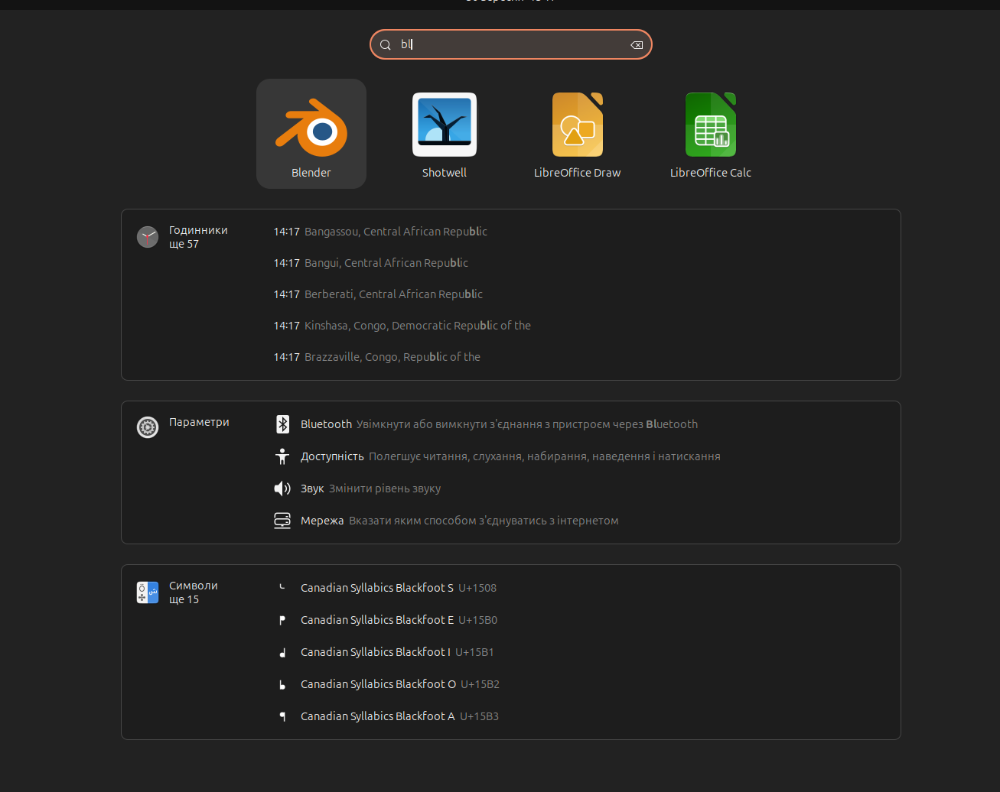 bl
Blender
Shotwell
LibreOffice Draw
LibreOffice Calc
Годинники
ще 57
14:17 Bangassou, Central African Republic
14:17 Bangui, Central African Republic
14:17 Berberati, Central African Republic
14:17 Kinshasa, Congo, Democratic Republic of the
14:17 Brazzaville, Congo, Republic of the
Параметри
Bluetooth Увімкнути або вимкнути з'єднання з пристроєм через Bluetooth
Доступність Полегшує читання, слухання, набирання, наведення і натискання
Звук Змінити рівень звуку
Мережа Вказати яким способом з'єднуватись з інтернетом
Символи
ще 15
Canadian Syllabics Blackfoot S U+1508
Canadian Syllabics Blackfoot E U+15B0
Canadian Syllabics Blackfoot I U+15B1
Canadian Syllabics Blackfoot O U+15B2
Canadian Syllabics Blackfoot A U+15B3